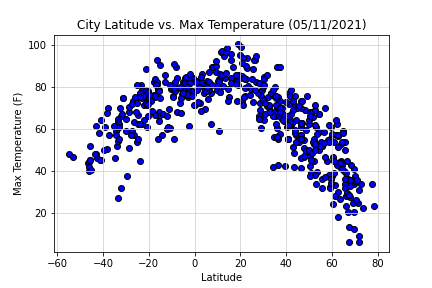 City Latitude vs. Max Temperature (05/11/2021)
Max Temperature (F)
100
80
60
40
20
−60 −40 −20 0 20 40 60 80
Latitude